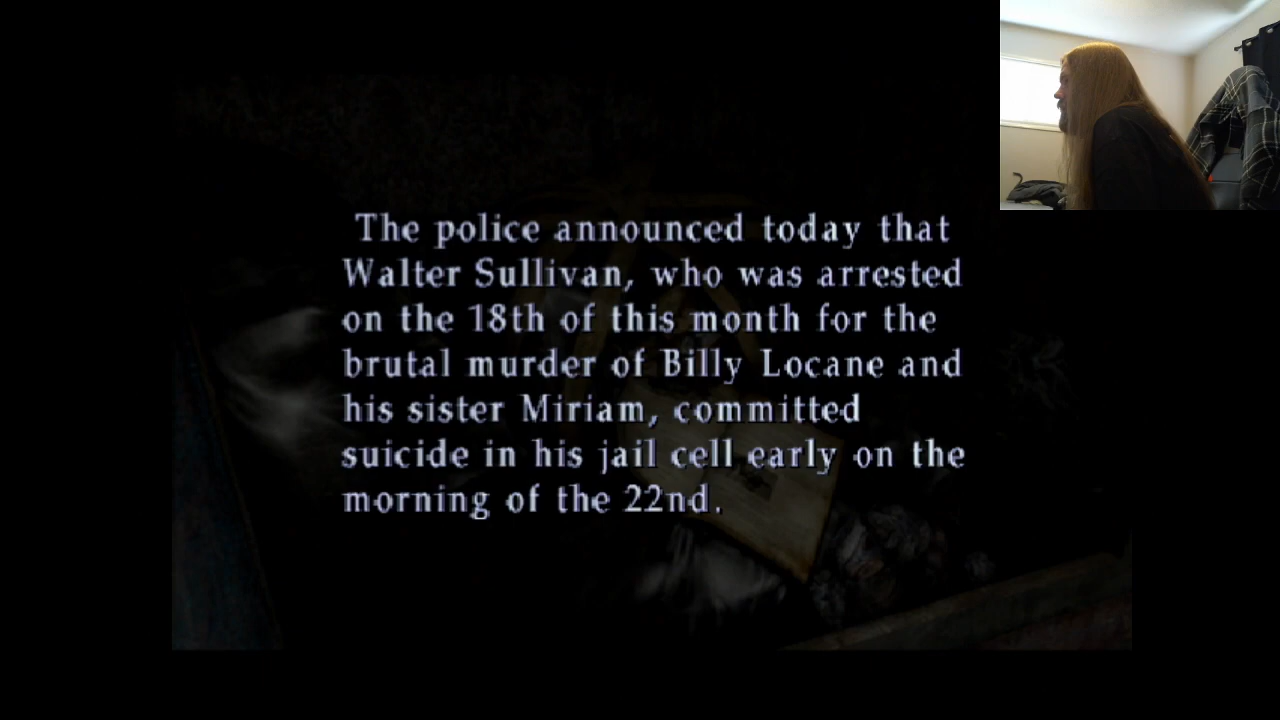 The police announced today that
Walter Sullivan, who was arrested
on the 18th of this month for the
brutal murder of Billy Locane and
his sister Miriam, committed
suicide in his jail cell early on the
morning of the 22nd.